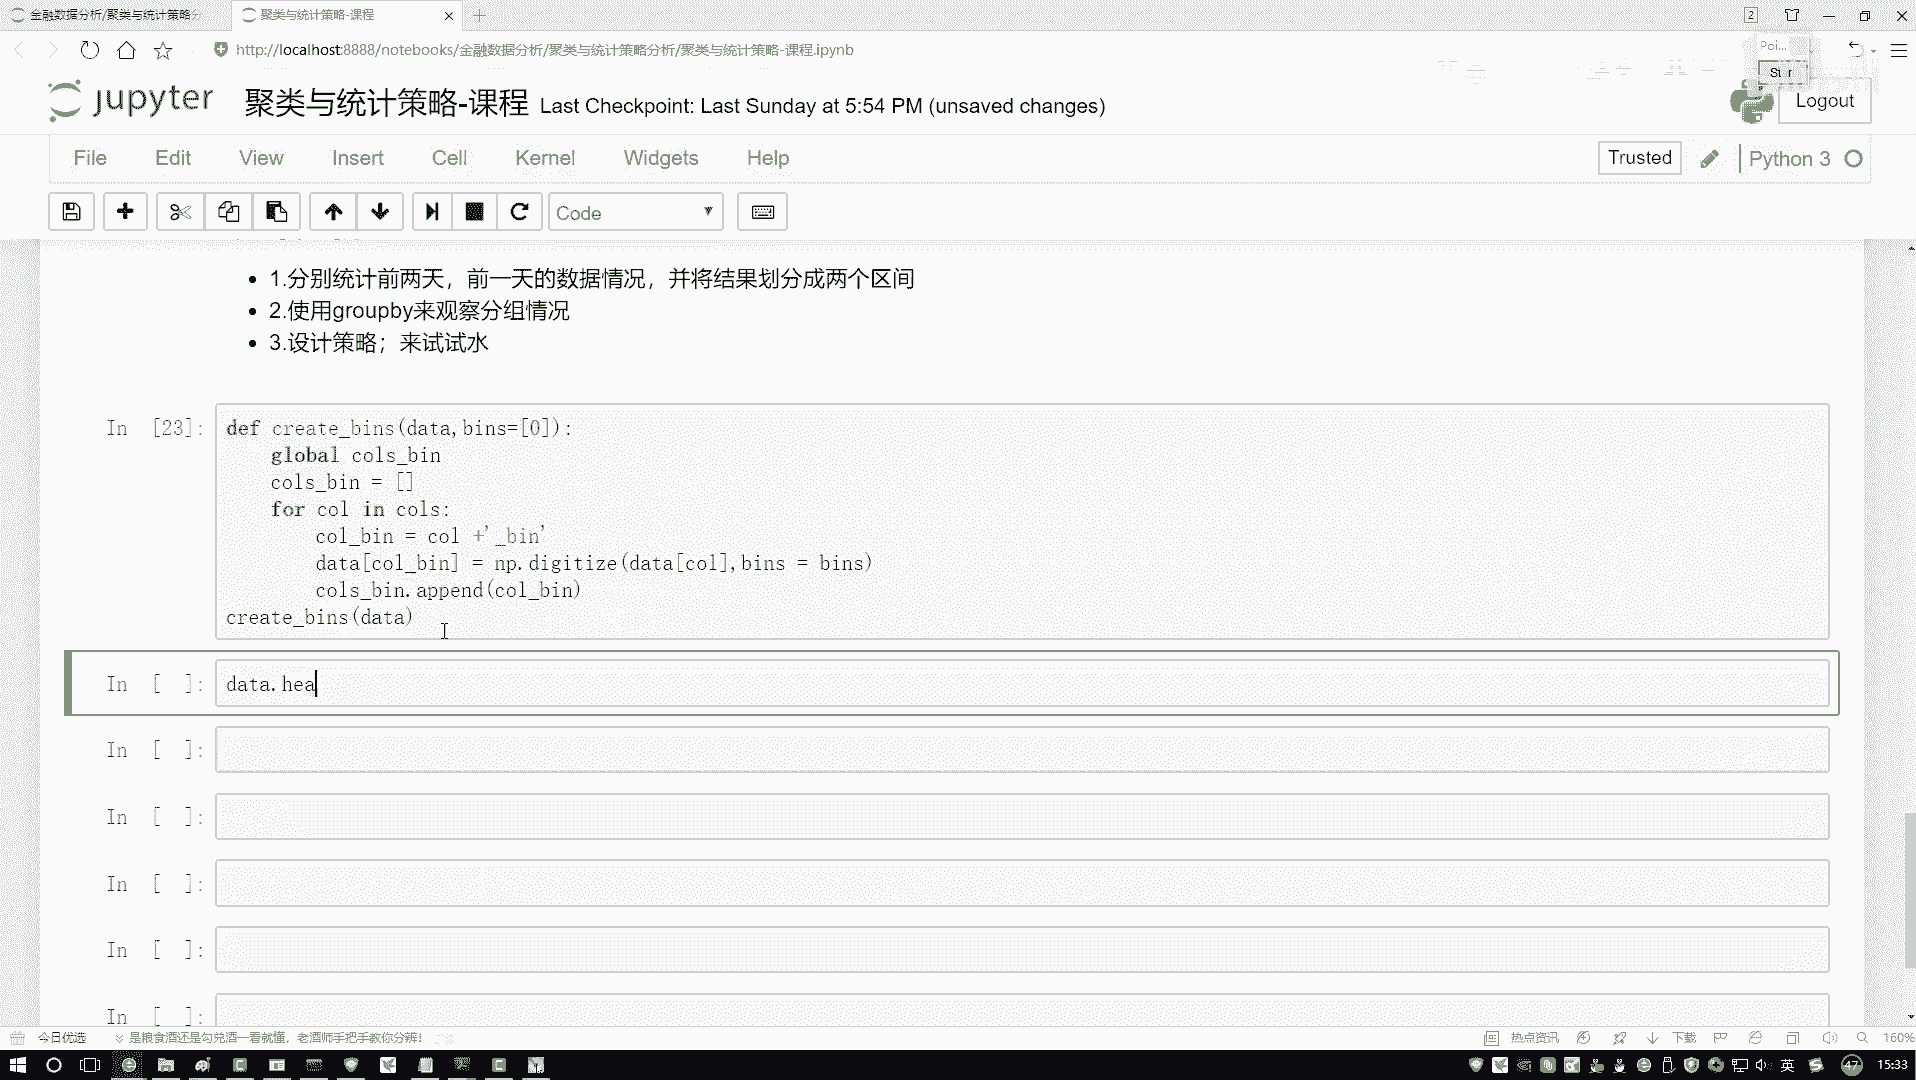 金融数据分析/聚类与统计策略分
聚类与统计策略-课程
2
http://localhost:8888/notebooks/金融数据分析/聚类与统计策略分析/聚类与统计策略-课程.ipynb
Poi...
jupyter
聚类与统计策略-课程
Last Checkpoint: Last Sunday at 5:54 PM (unsaved changes)
Logout
File Edit View Insert Cell Kernel Widgets Help
Trusted
Python 3
Code
1.分别统计前两天，前一天的数据情况，并将结果划分成两个区间
2.使用groupby来观察分组情况
3.设计策略；来试试水
In [23]:
def create_bins(data,bins=[0]):
global cols_bin
cols_bin = []
for col in cols:
col_bin = col +'_bin'
data[col_bin] = np.digitize(data[col],bins = bins)
cols_bin.append(col_bin)
create_bins(data)
In [ ]: data.hea
In [ ]:
In [ ]:
In [ ]:
In [ ]:
In [ ]:
今日优选
是粮食酒还是勾兑酒一看就懂，老酒师手把手教你分辨！
热点资讯
下载
160%
英
47
15:33